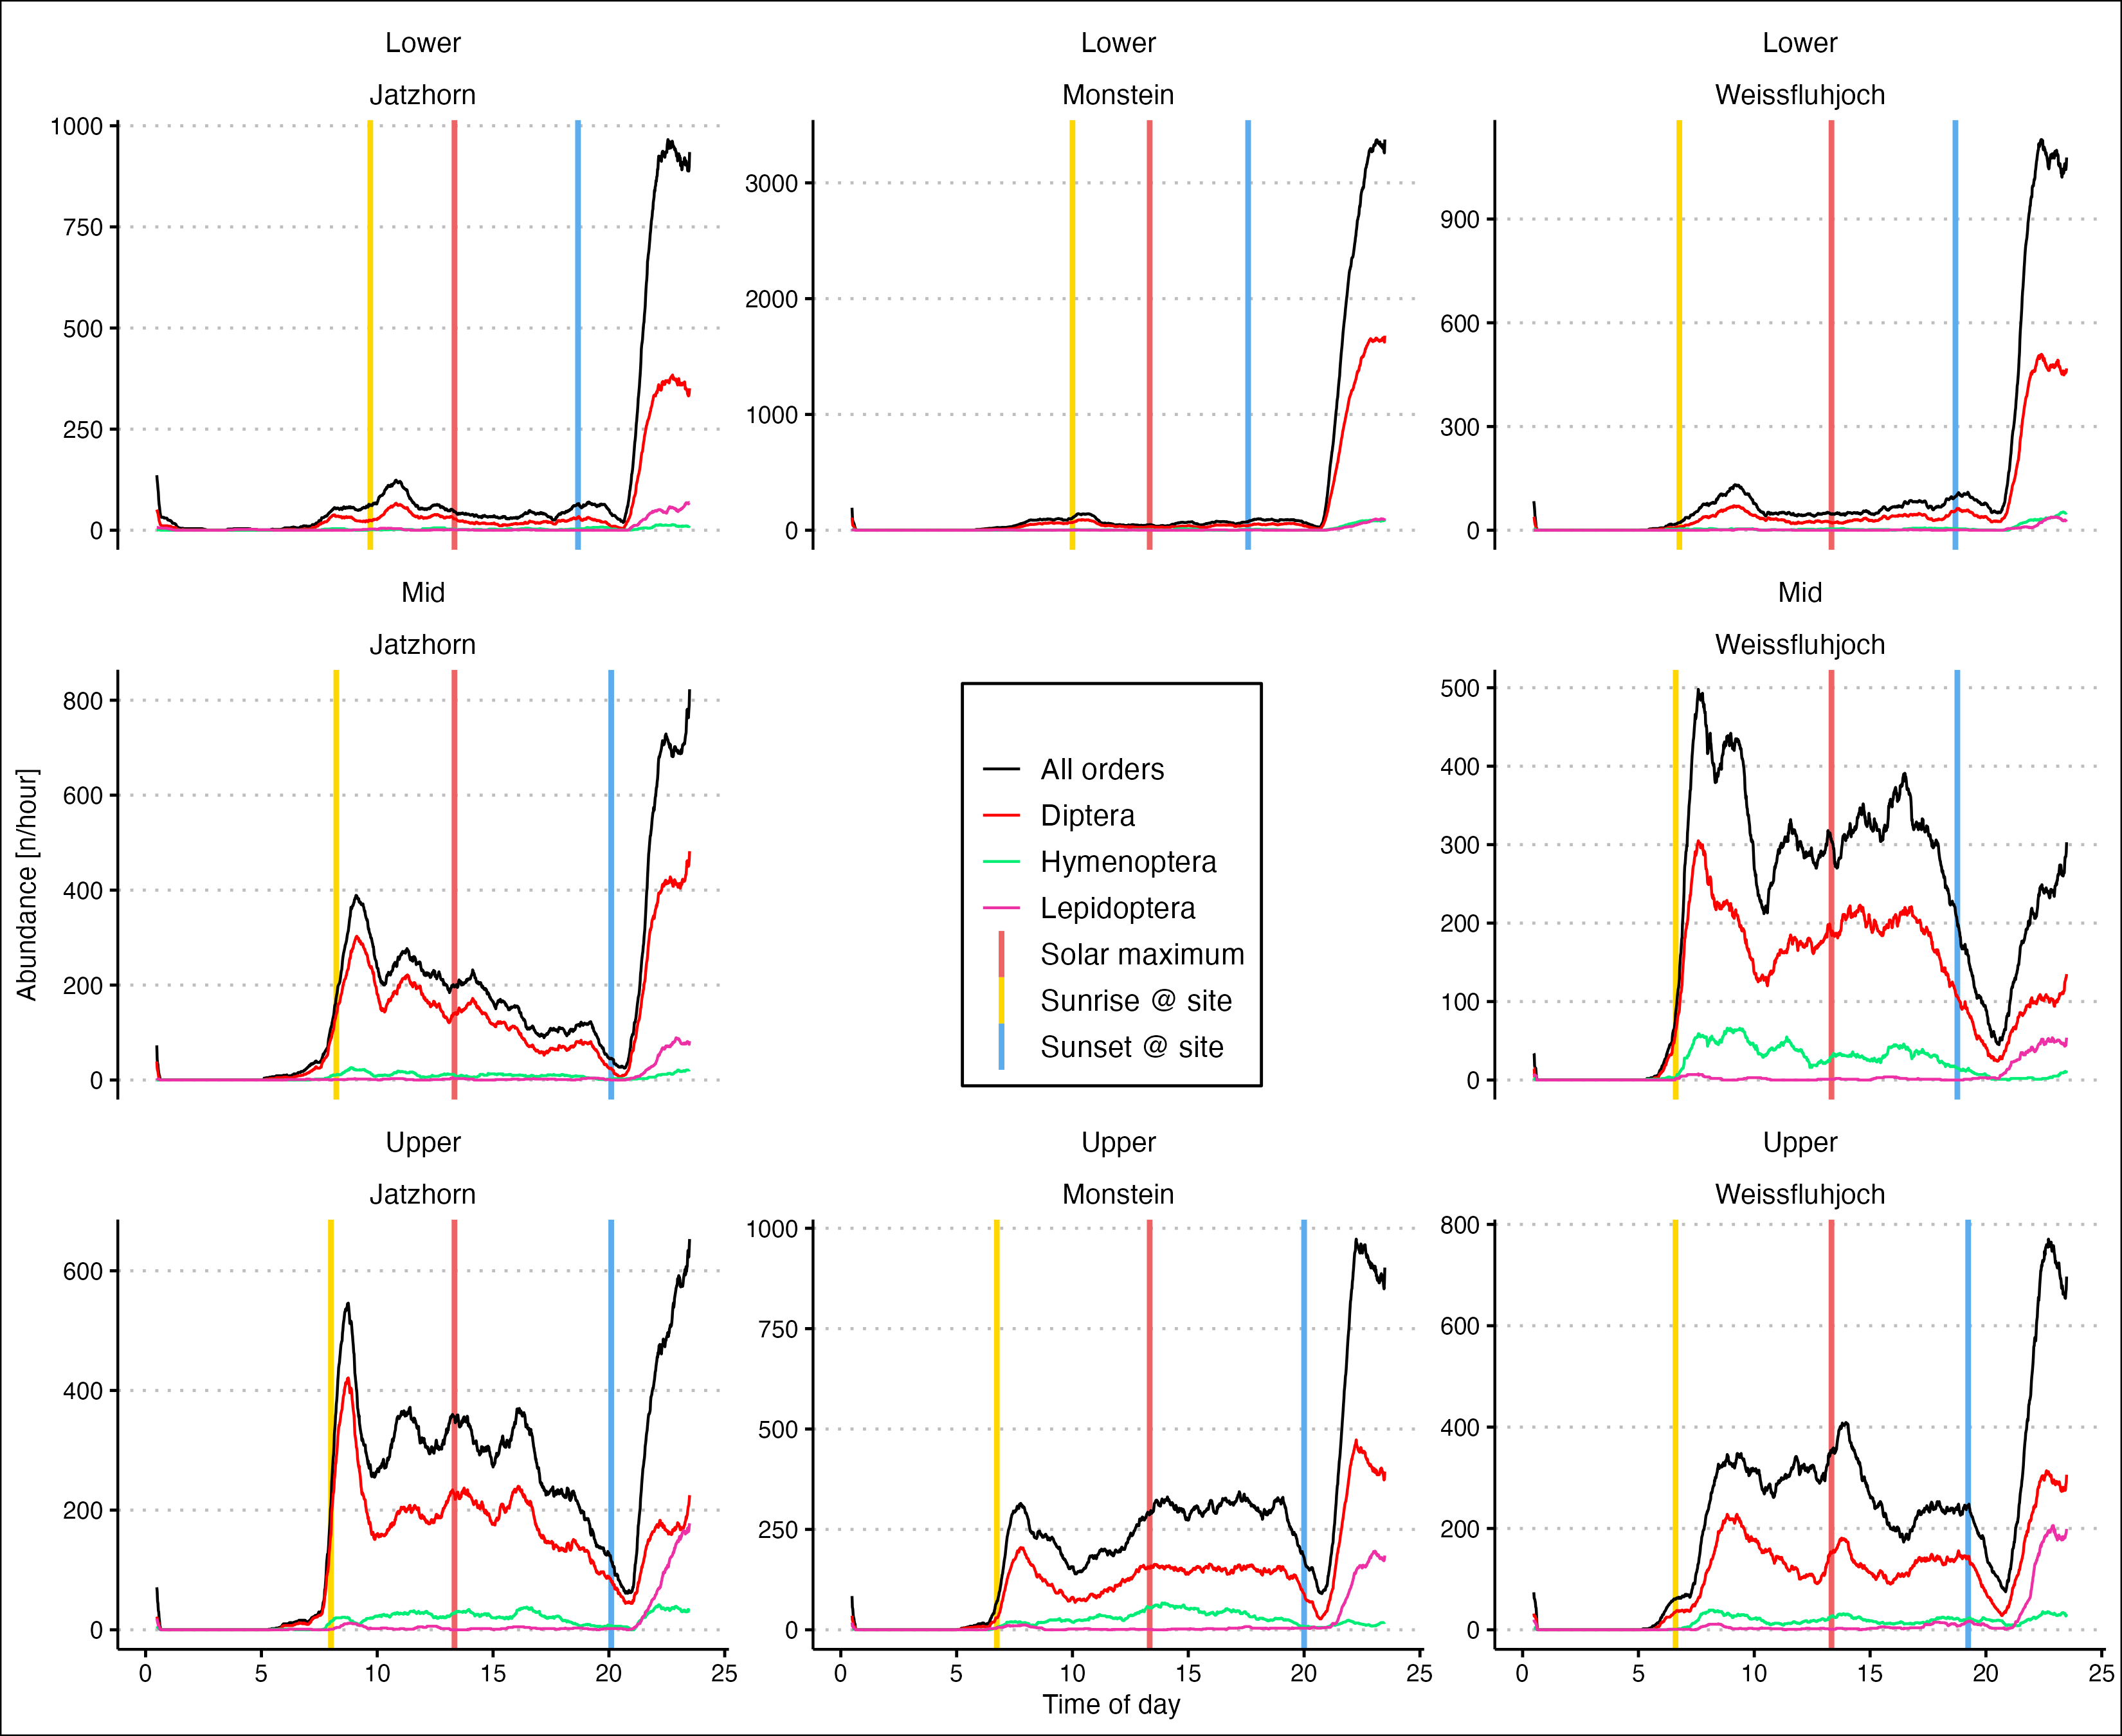 Lower
Lower
Lower
Jatzhorn
Monstein
Weissfluhjoch
1000
750
500
250
0
3000
2000
1000
0
900
600
300
0
Mid
Mid
Jatzhorn
Weissfluhjoch
800
600
400
200
0
All orders
Diptera
Hymenoptera
Lepidoptera
Solar maximum
Sunrise @ site
Sunset @ site
500
400
300
200
100
0
Abundance [n/hour]
Upper
Upper
Upper
Jatzhorn
Monstein
Weissfluhjoch
600
400
200
0
1000
750
500
250
0
800
600
400
200
0
0 5 10 15 20 25
0 5 10 15 20 25
0 5 10 15 20 25
Time of day